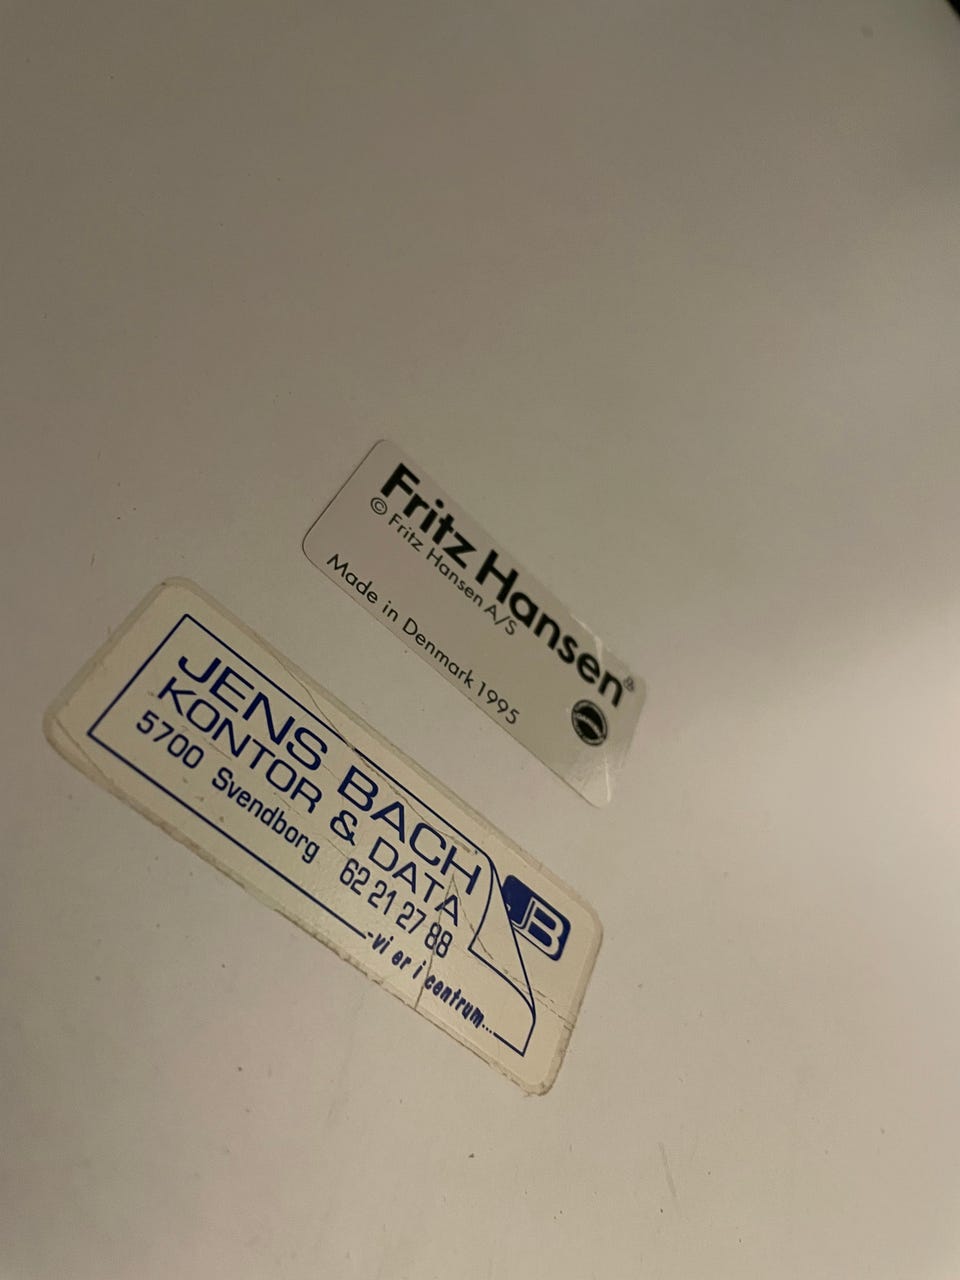 Fritz Hansen®
© Fritz Hansen A/S
Made in Denmark 1995
JENS BACH
KONTOR & DATA
5700 Svendborg 62 21 27 88
-vi er i centrum...
JB